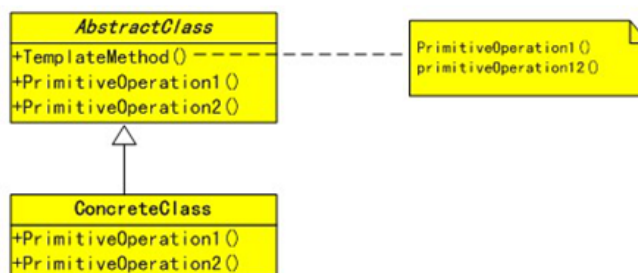 AbstractClass
+TemplateMethod()
+PrimitiveOperation1()
+PrimitiveOperation2()
PrimitiveOperation1()
primitiveOperation12()
ConcreteClass
+PrimitiveOperation1()
+PrimitiveOperation2()